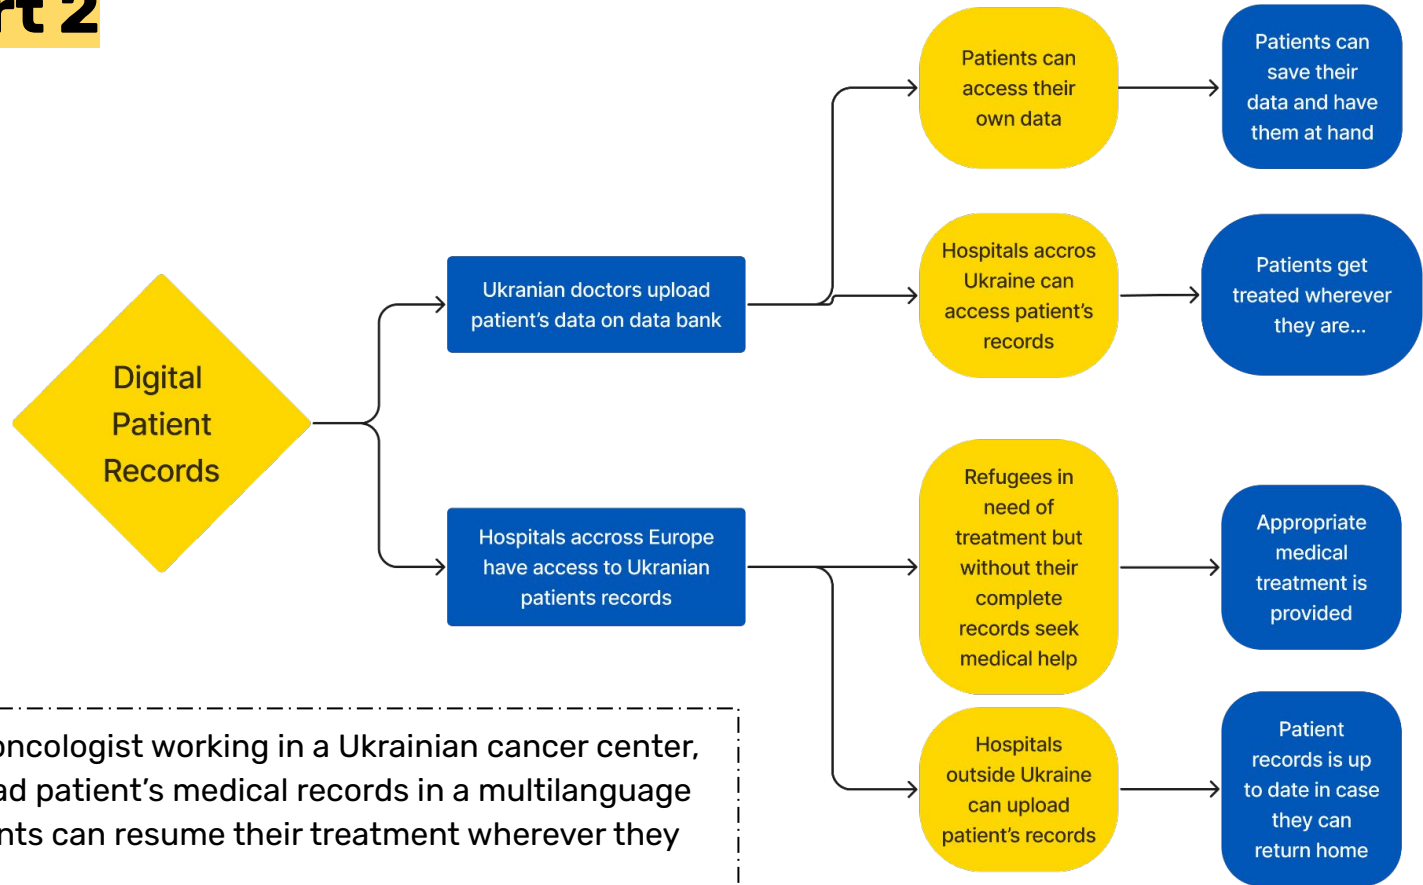 rt 2
Digital
Patient
Records
Ukranian doctors upload
patient's data on data bank
Patients can
access their
own data
Patients can
save their
data and have
them at hand
Hospitals accros
Ukraine can
access patient's
records
Patients get
treated wherever
they are...
Hospitals accross Europe
have access to Ukranian
patients records
Refugees in
need of
treatment but
without their
complete
records seek
medical help
Appropriate
medical
treatment is
provided
Hospitals
outside Ukraine
can upload
patient's records
Patient
records is up
to date in case
they can
return home
oncologist working in a Ukrainian cancer center,
ad patient’s medical records in a multilanguage
nts can resume their treatment wherever they